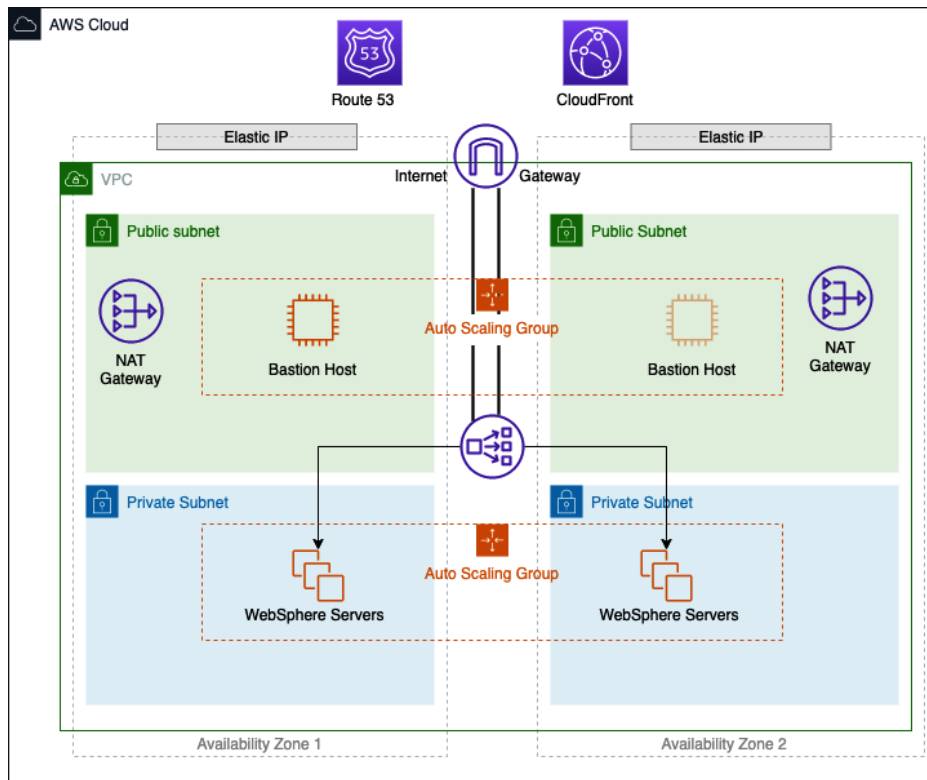 AWS Cloud
53
Route 53
CloudFront
Elastic IP
Elastic IP
Internet Gateway
VPC
Public subnet
Public Subnet
Auto Scaling Group
NAT
Gateway
Bastion Host
Bastion Host
NAT
Gateway
Private Subnet
Private Subnet
Auto Scaling Group
WebSphere Servers
WebSphere Servers
Availability Zone 1
Availability Zone 2